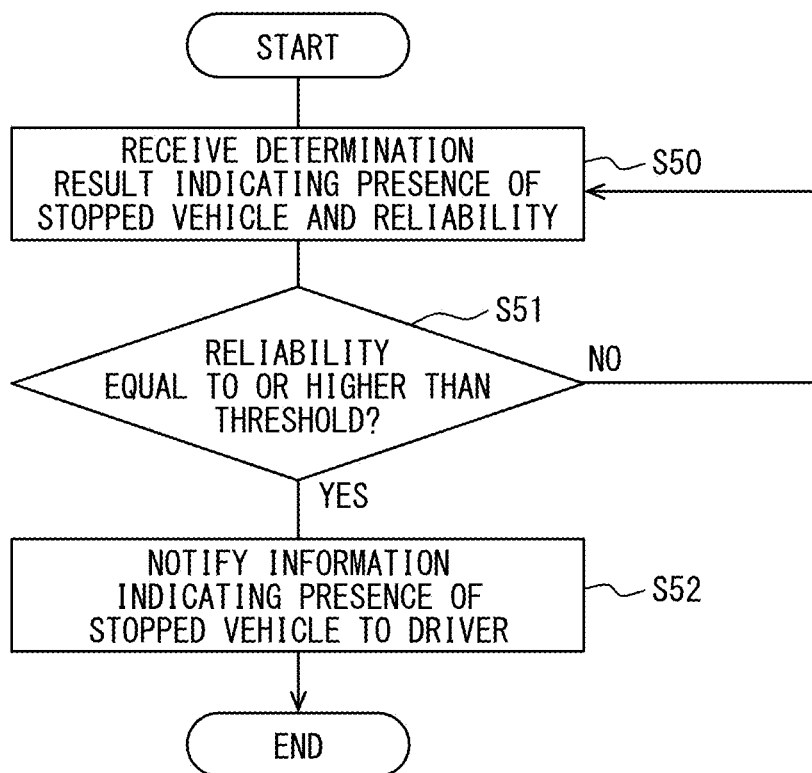 START
RECEIVE DETERMINATION
RESULT INDICATING PRESENCE OF
STOPPED VEHICLE AND RELIABILITY
S50
S51
RELIABILITY
EQUAL TO OR HIGHER THAN
THRESHOLD?
NO
YES
NOTIFY INFORMATION
INDICATING PRESENCE OF
STOPPED VEHICLE TO DRIVER
S52
END